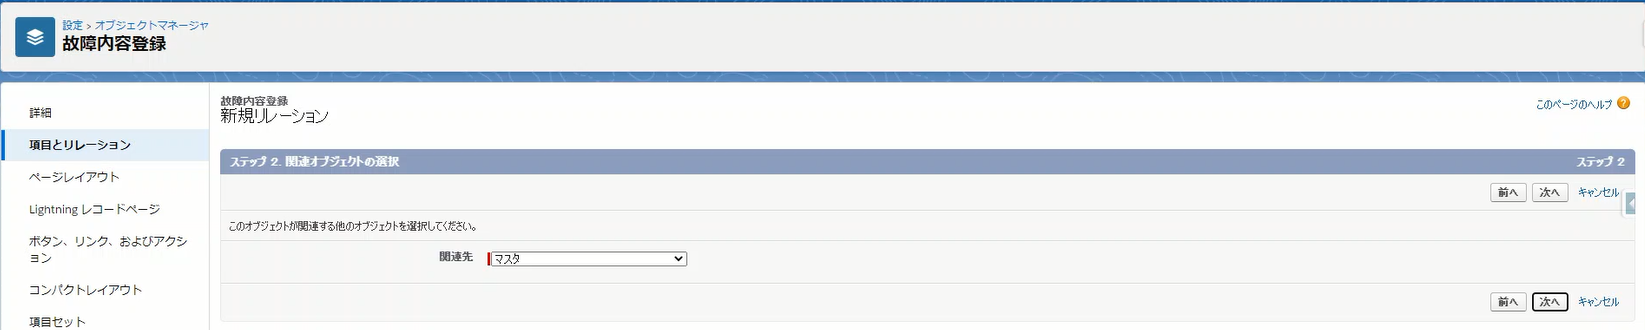 設定 > オブジェクトマネージャ
故障内容登録
詳細
項目とリレーション
ページレイアウト
Lightning レコードページ
ボタン、リンク、およびアクシ
ョン
コンパクトレイアウト
項目セット
故障内容登録
新規リレーション
このページのヘルプ ?
ステップ 2. 関連オブジェクトの選択
ステップ 2
前へ 次へ キャンセル
このオブジェクトが関連する他のオブジェクトを選択してください。
関連先 マスタ
前へ 次へ キャンセル